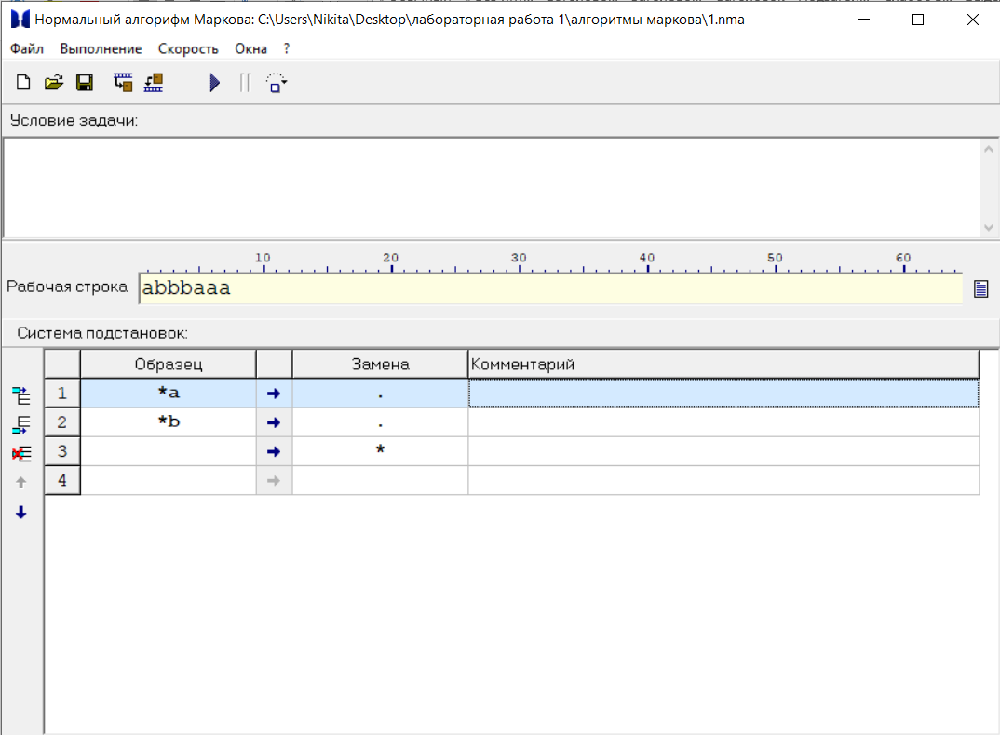 Нормальный алгорифм Маркова: C:\Users\Nikita\Desktop\лабораторная работа 1\алгоритмы маркова\1.nma
Файл Выполнение Скорость Окна ?
Условие задачи:
10 20 30 40 50 60
Рабочая строка abbbaaa
Система подстановок:
Образец Замена Комментарий
1 *a → .
2 *b → .
3 → *
4 →